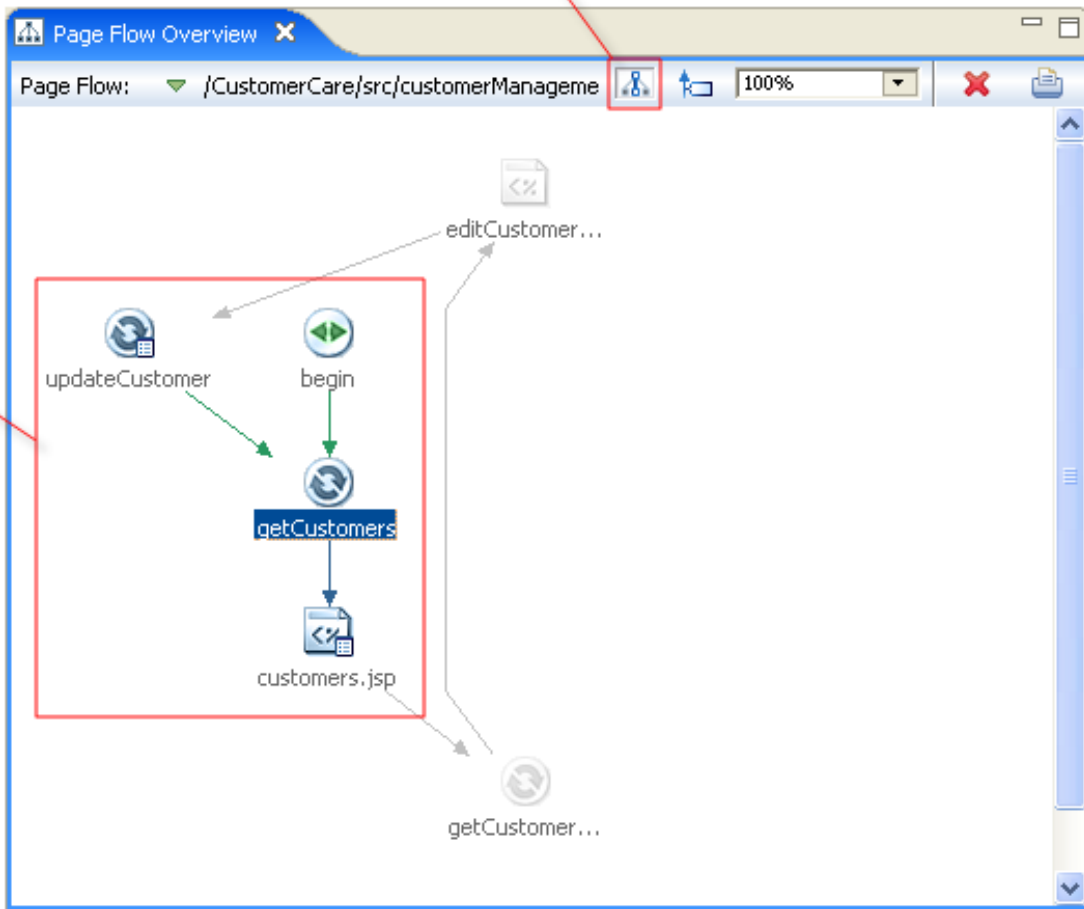 Page Flow Overview
Page Flow: /CustomerCare/src/customerManageme 100%
editCustomer...
updateCustomer begin
getCustomers
customers.jsp
getCustomer...